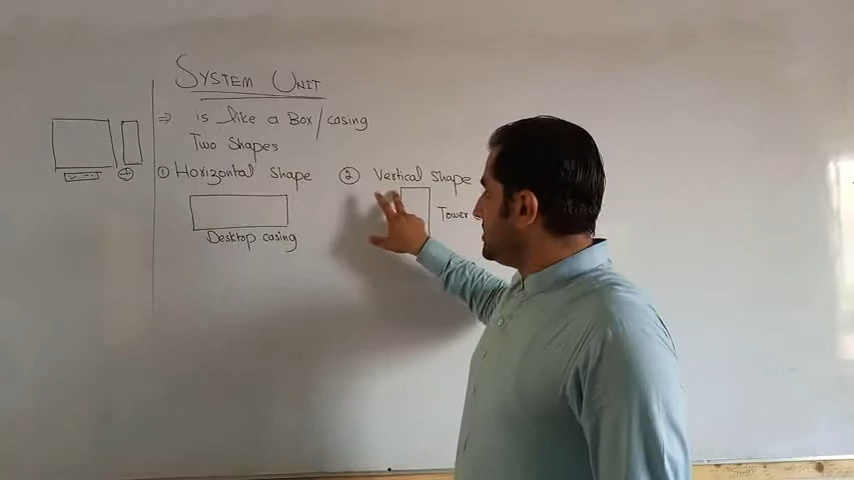 SYSTEM UNIT
⇒ is like a Box/casing
Two Shapes
① Horizontal Shape ② Vertical Shape
Tower
Desktop casing